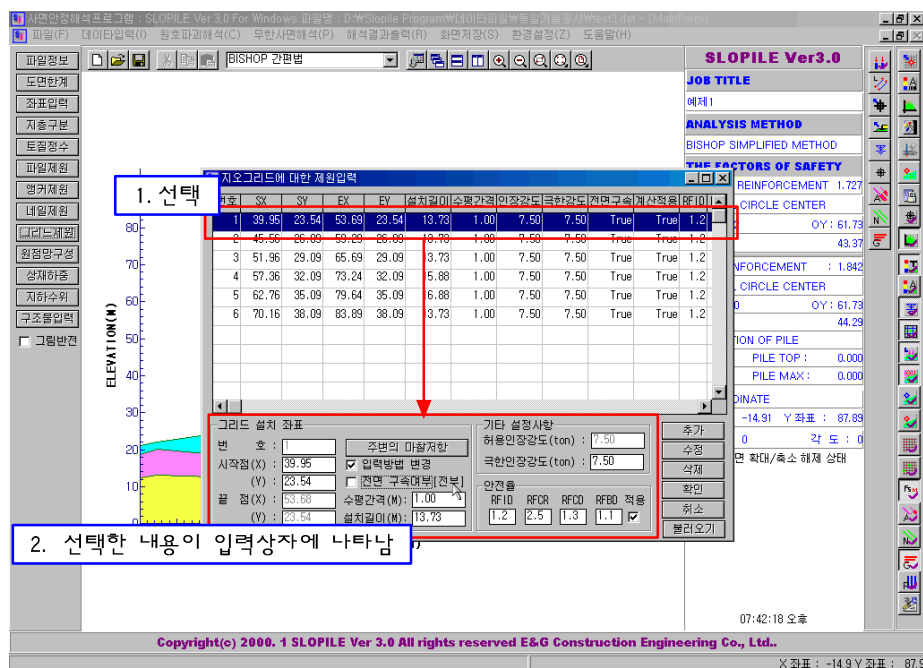 사면안정해석프로그램 : SLOPILE Ver 3.0 For Windows 파일명 : D:\Slopile Program\데이타파일\동일기술공사\test3.dat - [MainForm]
파일(F) 데이타입력(I) 원호파괴해석(C) 무한사면해석(P) 해석결과출력(R) 화면저장(S) 환경설정(Z) 도움말(H)
파일정보
BISHOP 간편법
도면한계
좌표입력
지층구분
토질정수
파일제원
앵커제원
네일제원
그리드제원
원점망구성
상재하중
지하수위
구조물입력
그림반전
ELEVATION(M)
80
70
60
50
40
30
20
10
0
1. 선택
지오그리드에 대한 제원입력
번호 SX SY EX EY 설치길이 수평간격 인장강도 극한강도 전면구속 계산적용 RFID
1 39.95 23.54 53.69 23.54 13.73 1.00 7.50 7.50 True True 1.2
2 45.56 26.09 59.29 26.09 13.73 1.00 7.50 7.50 True True 1.2
3 51.96 29.09 65.69 29.09 13.73 1.00 7.50 7.50 True True 1.2
4 57.36 32.09 73.24 32.09 15.88 1.00 7.50 7.50 True True 1.2
5 62.76 35.09 79.64 35.09 16.88 1.00 7.50 7.50 True True 1.2
6 70.16 38.09 83.89 38.09 13.73 1.00 7.50 7.50 True True 1.2
그리드 설치 좌표
번 호 : 1
주변의 마찰저항
시작점(X) : 39.95
입력방법 변경
(Y) : 23.54
전면 구속여부[전부]
끝 점(X) : 53.68
수평간격(M): 1.00
(Y) : 23.54
설치길이(M): 13.73
기타 설정사항
허용인장강도(ton) : 7.50
극한인장강도(ton) : 7.50
안전율
RFID RFCR RFCD RFBD 적용
1.2 2.5 1.3 1.1
추가
수정
삭제
확인
취소
불러오기
2. 선택한 내용이 입력상자에 나타남
SLOPILE Ver3.0
JOB TITLE
예제1
ANALYSIS METHOD
BISHOP SIMPLIFIED METHOD
THE FACTORS OF SAFETY
REINFORCEMENT 1.727
CIRCLE CENTER
OY : 61.73
43.37
: 1.842
CIRCLE CENTER
OY : 61.73
44.29
OF PILE
PILE TOP : 0.000
PILE MAX : 0.000
-14.91 Y 좌표 : 87.89
0 각 도 : 0
확대/축소 해제 상태
07:42:18 오후
Copyright(c) 2000. 1 SLOPILE Ver 3.0 All rights reserved E&G Construction Engineering Co., Ltd..
X 좌표 : -14.9 Y 좌표 : 87.9